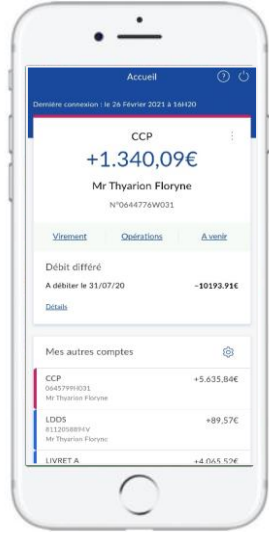 Accueil
Dernière connexion : le 26 Février 2021 à 16H20
CCP
+1.340,09€
Mr Thyarion Floryne
N°0644776W031
Virement Opérations A venir
Débit différé
A débiter le 31/07/20 -10193.91€
Détails
Mes autres comptes
CCP +5.635,84€
0645799H031
Mr Thyarion Floryne
LDDS +89,57€
8112058894V
Mr Thyarion Floryne
LIVRET A +4.065,52€